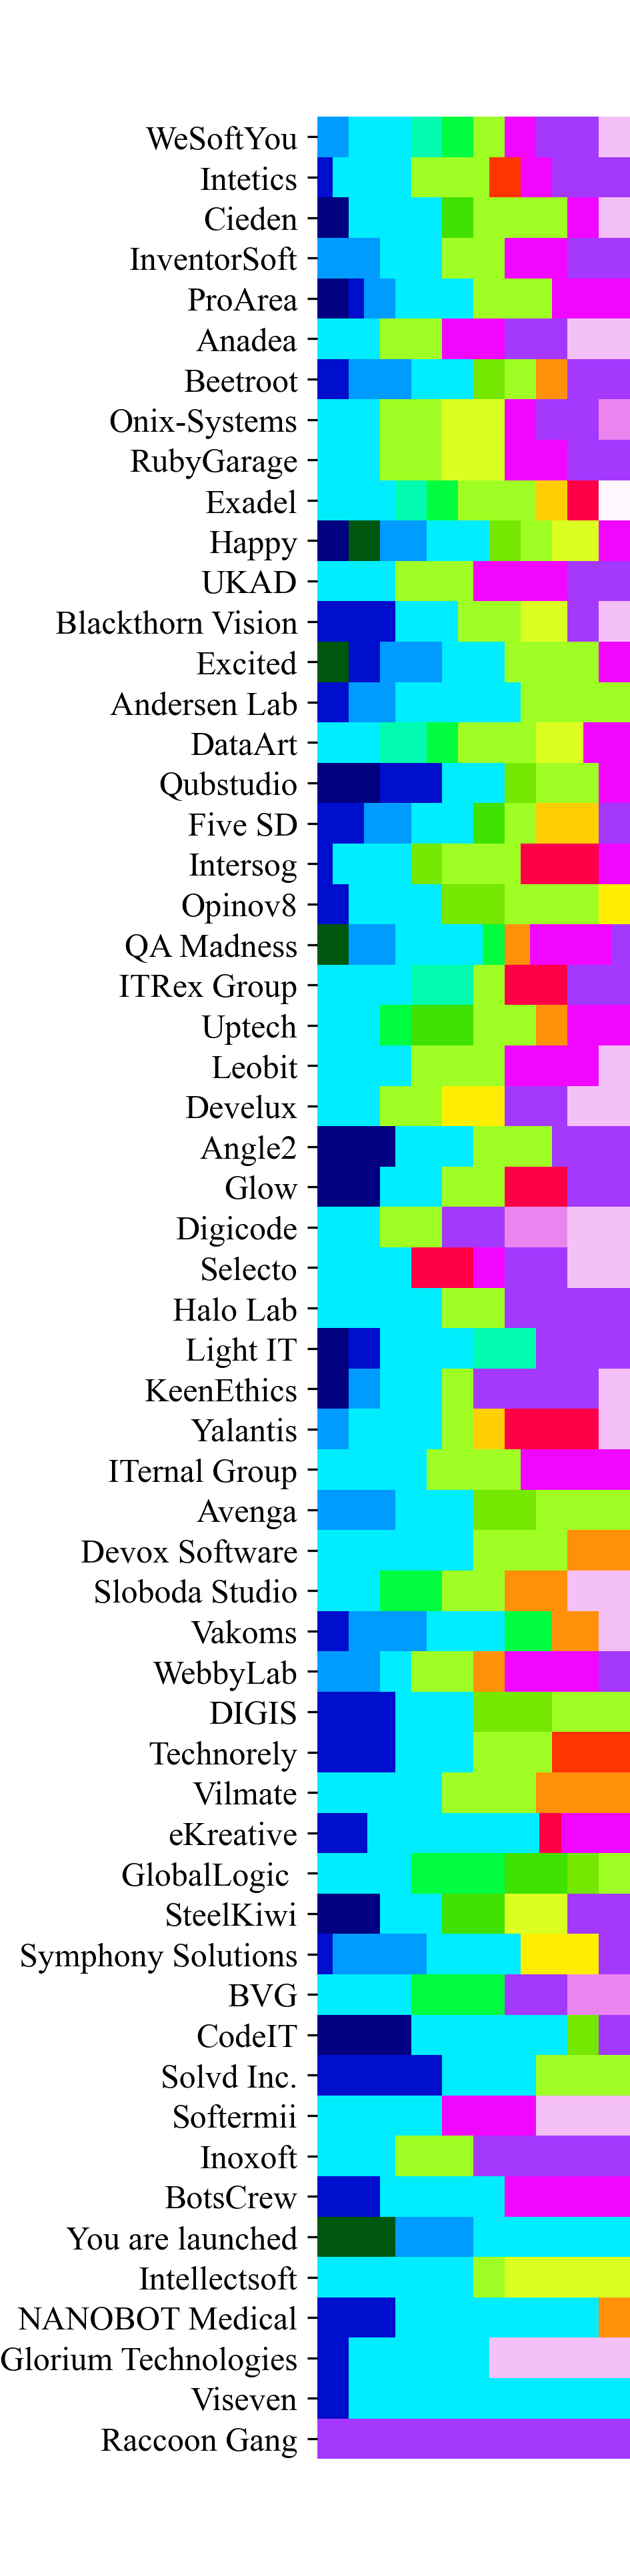 WeSoftYou
Intetics
Cieden
InventorSoft
ProArea
Anadea
Beetroot
Onix-Systems
RubyGarage
Exadel
Happy
UKAD
Blackthorn Vision
Excited
Andersen Lab
DataArt
Qubstudio
Five SD
Intersog
Opinov8
QA Madness
ITRex Group
Uptech
Leobit
Develux
Angle2
Glow
Digicode
Selecto
Halo Lab
Light IT
KeenEthics
Yalantis
ITernal Group
Avenga
Devox Software
Sloboda Studio
Vakoms
WebbyLab
DIGIS
Technorely
Vilmate
eKreative
GlobalLogic
SteelKiwi
Symphony Solutions
BVG
CodeIT
Solvd Inc.
Softermii
Inoxoft
BotsCrew
You are launched
Intellectsoft
NANOBOT Medical
Glorium Technologies
Viseven
Raccoon Gang